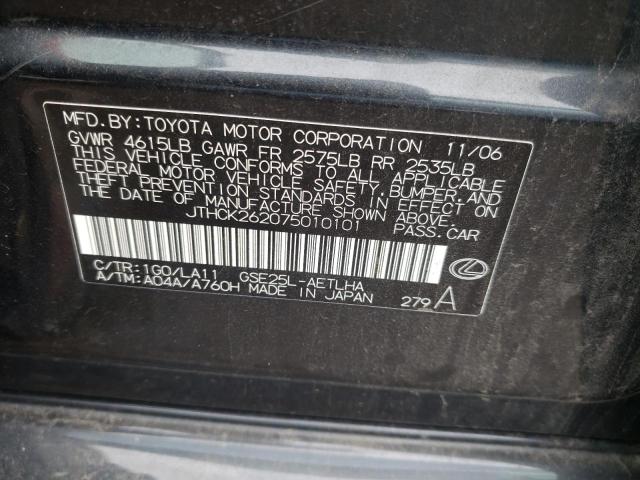 MFD.BY:TOYOTA MOTOR CORPORATION 11/06
GVWR 4615LB GAWR FR 2575LB RR 2535LB
THIS VEHICLE CONFORMS TO ALL APPLICABLE
FEDERAL MOTOR VEHICLE SAFETY,BUMPER,AND
THEFT PREVENTION STANDARDS IN EFFECT ON
THE DATE OF MANUFACTURE SHOWN ABOVE.
JTHCK262075010101 PASS.CAR
C/TR:1G0/LA11 GSE25L-AETLHA
A/TM:A04A/A760H MADE IN JAPAN 279 A